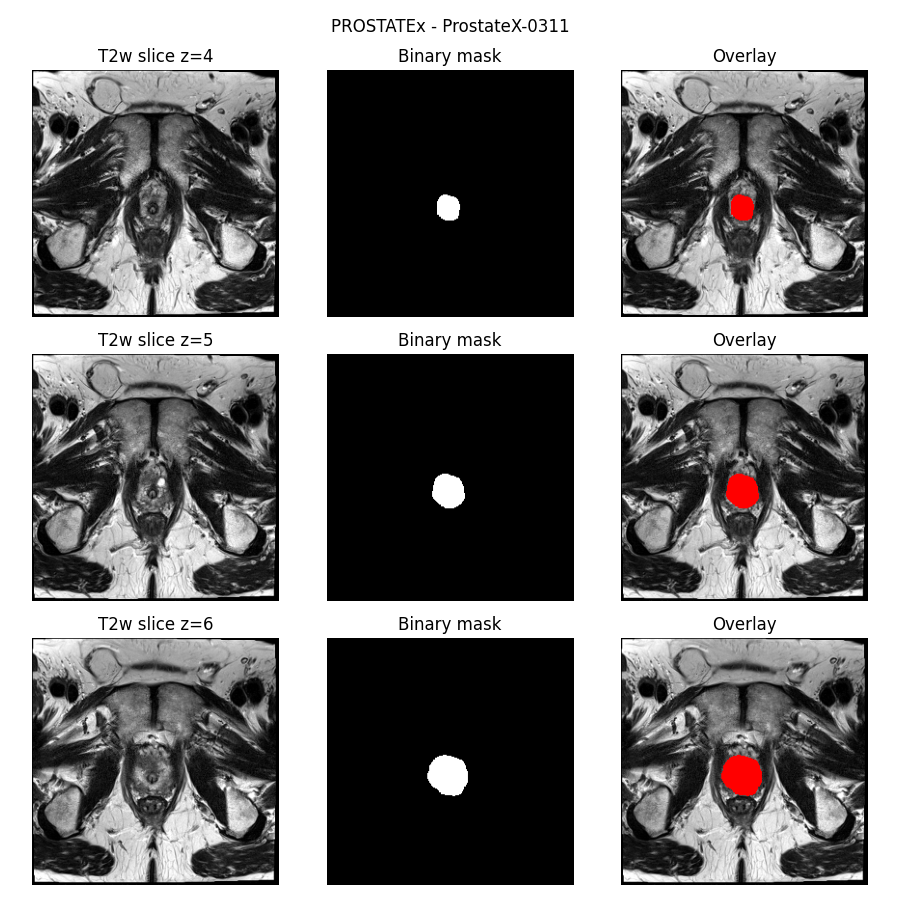 PROSTATEx - ProstateX-0311
T2w slice z=4 Binary mask Overlay
T2w slice z=5 Binary mask Overlay
T2w slice z=6 Binary mask Overlay